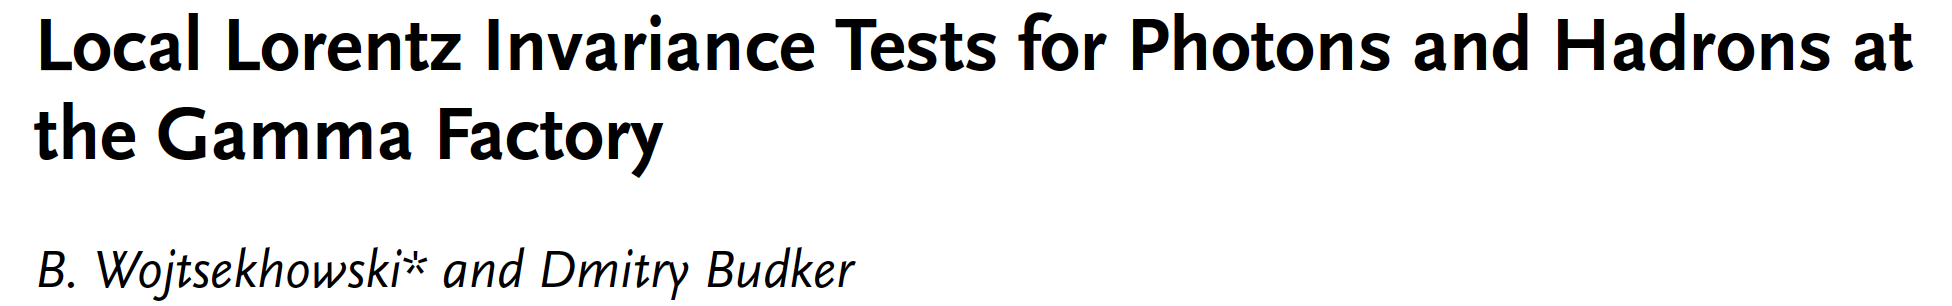 Local Lorentz Invariance Tests for Photons and Hadrons at
the Gamma Factory
B. Wojtsekhowski* and Dmitry Budker